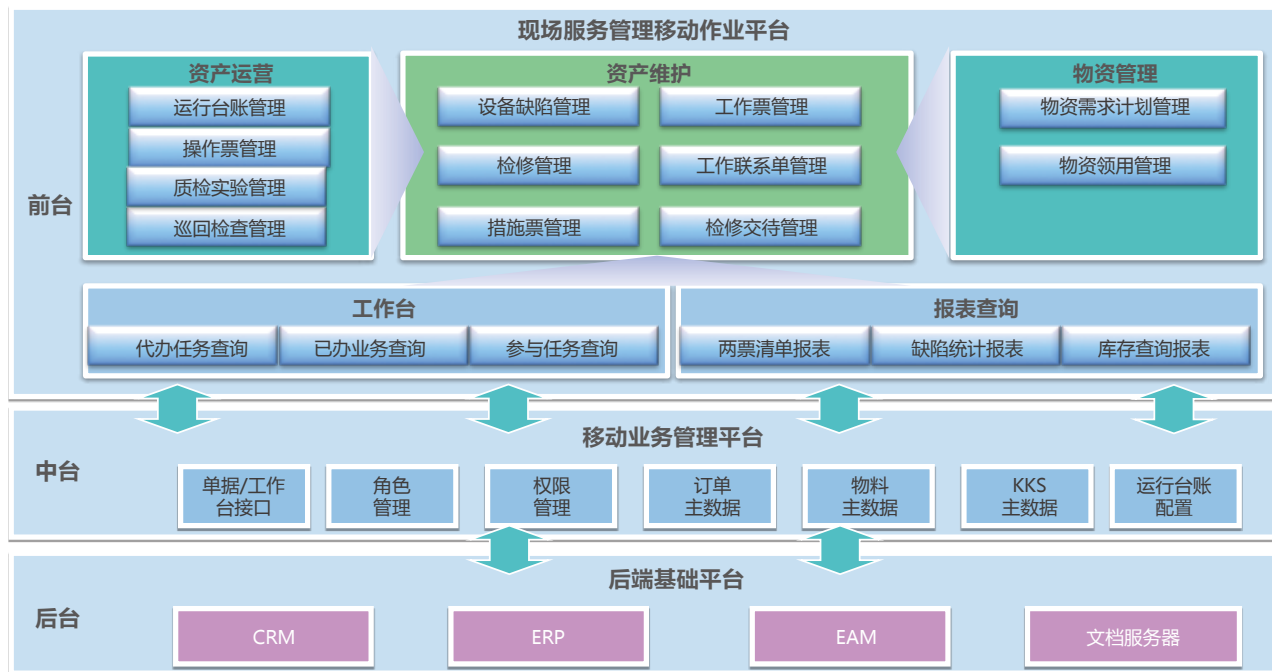 现场服务管理移动作业平台
前台
资产运营
运行台账管理
操作票管理
质检实验管理
巡回检查管理
资产维护
设备缺陷管理
工作票管理
检修管理
工作联系单管理
措施票管理
检修交待管理
物资管理
物资需求计划管理
物资领用管理
工作台
代办任务查询
已办业务查询
参与任务查询
报表查询
两票清单报表
缺陷统计报表
库存查询报表
中台
移动业务管理平台
单据/工作
台接口
角色
管理
权限
管理
订单
主数据
物料
主数据
KKS
主数据
运行台账
配置
后台
后端基础平台
CRM
ERP
EAM
文档服务器